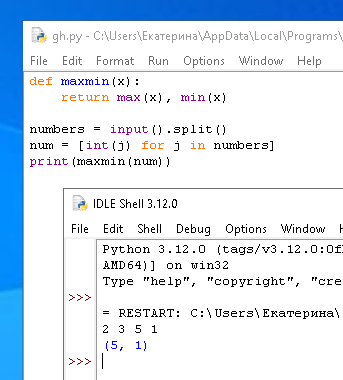 gh.py - C:\Users\Екатерина\AppData\Local\Programs\
File Edit Format Run Options Window Help
def maxmin(x):
    return max(x), min(x)
numbers = input().split()
num = [int(j) for j in numbers]
print(maxmin(num))
IDLE Shell 3.12.0
File Edit Shell Debug Options Window
Python 3.12.0 (tags/v3.12.0:0f
AMD64)] on win32
Type "help", "copyright", "cre
>>>
= RESTART: C:\Users\Екатерина\
2 3 5 1
(5, 1)
>>>